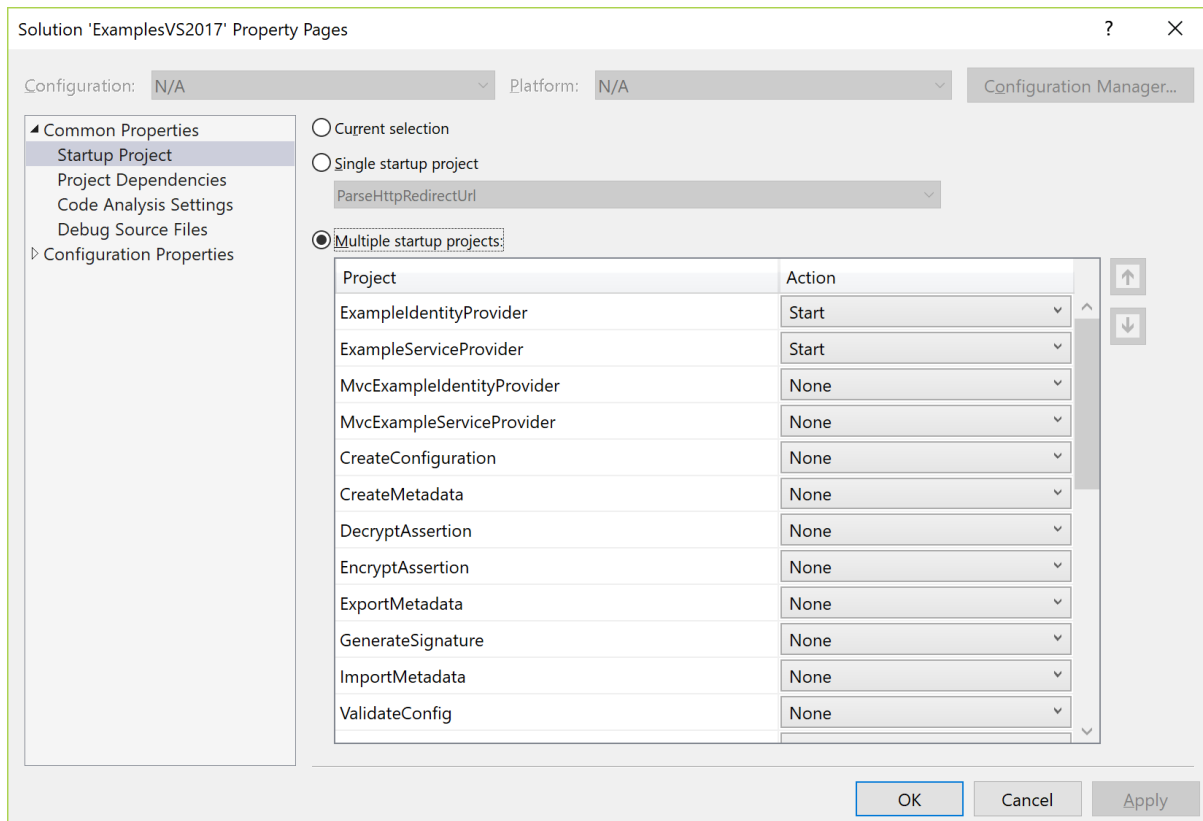 Solution 'ExamplesVS2017' Property Pages ?
Configuration: N/A Platform: N/A Configuration Manager...
Common Properties
Startup Project
Project Dependencies
Code Analysis Settings
Debug Source Files
Configuration Properties
Current selection
Single startup project
ParseHttpRedirectUrl
Multiple startup projects:
Project Action
ExampleIdentityProvider Start
ExampleServiceProvider Start
MvcExampleIdentityProvider None
MvcExampleServiceProvider None
CreateConfiguration None
CreateMetadata None
DecryptAssertion None
EncryptAssertion None
ExportMetadata None
GenerateSignature None
ImportMetadata None
ValidateConfig None
OK Cancel Apply